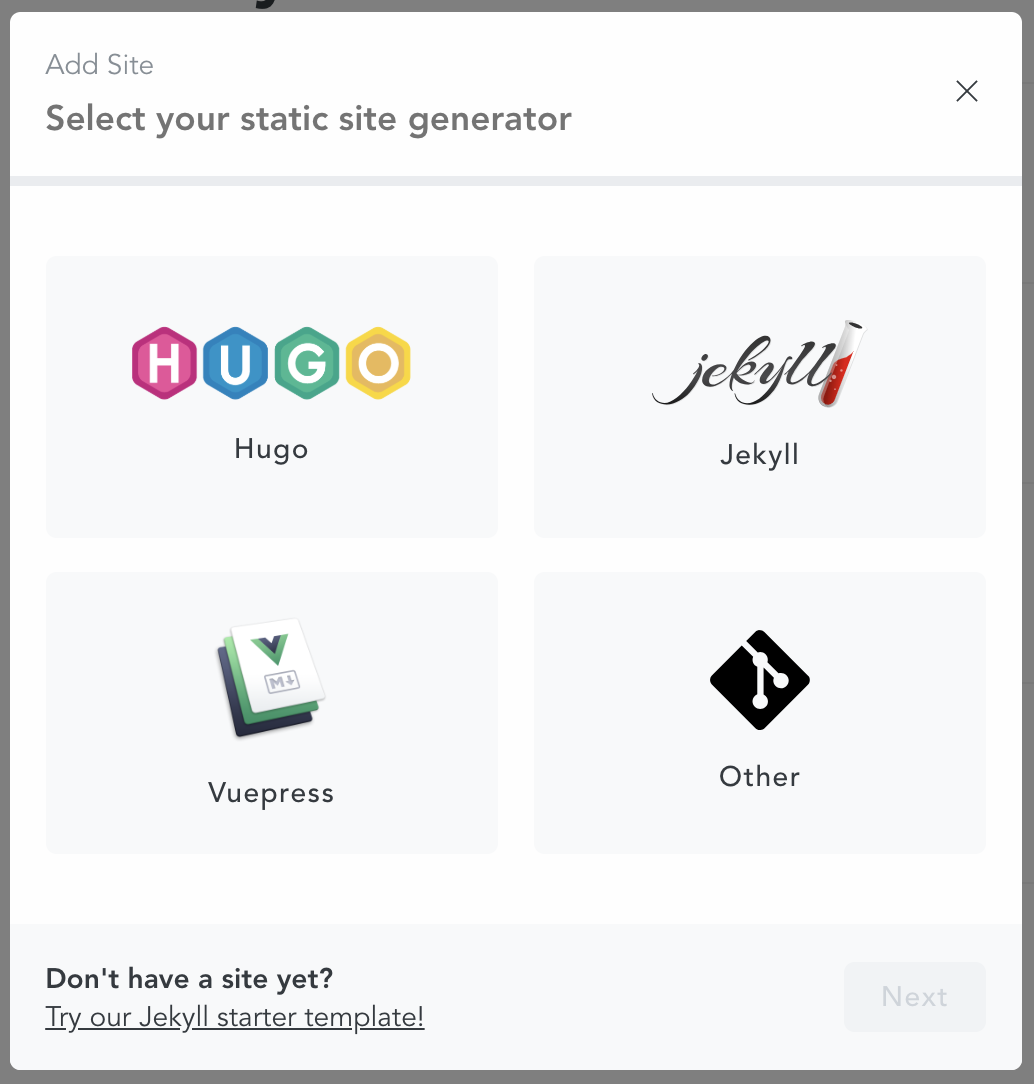 Add Site
Select your static site generator
HUGO
Hugo
jekyll
Jekyll
M
Vuepress
Other
Don't have a site yet?
Try our Jekyll starter template!
Next